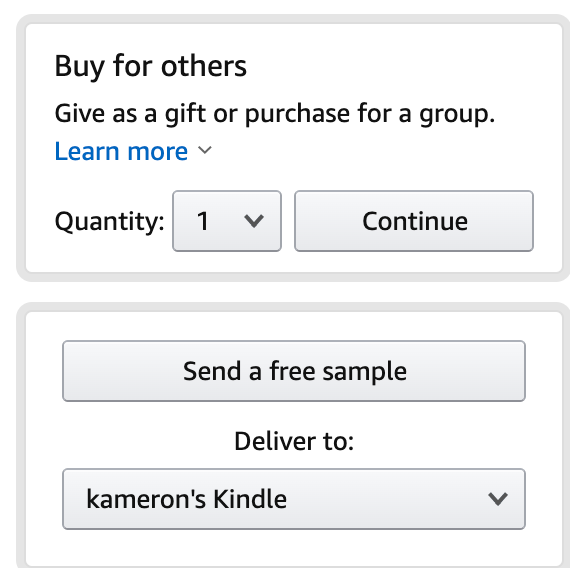 Buy for others
Give as a gift or purchase for a group.
Learn more
Quantity: 1 Continue
Send a free sample
Deliver to:
kameron's Kindle